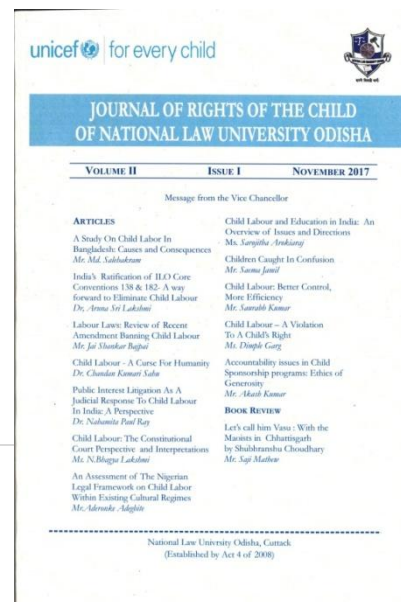 unicef for every child
JOURNAL OF RIGHTS OF THE CHILD
OF NATIONAL LAW UNIVERSITY ODISHA
VOLUME II ISSUE I NOVEMBER 2017
Message from the Vice Chancellor
ARTICLES
A Study On Child Labor In
Bangladesh: Causes and Consequences
Mr. Md. Salehakram
India's Ratification of ILO Core
Conventions 138 & 182- A way
forward to Eliminate Child Labour
Dr, Aruna Sri Lakshmi
Labour Laws: Review of Recent
Amendment Banning Child Labour
Mr. Jai Shankar Bagpai
Child Labour - A Curse For Humanity
Dr. Chandan Kumari Sahu
Public Interest Litigation As A
Judicial Response To Child Labour
In India: A Perspective
Dr. Nabamita Paul Ray
Child Labour: The Constitutional
Court Perspective and Interpretations
Ms. N.Bhagya Lakshmi
An Assessment of The Nigerian
Legal Framework on Child Labor
Within Existing Cultural Regimes
Mr.Aderonke Adegbite
Child Labour and Education in India: An
Overview of Issues and Directions
Ms. Sarojitha Arokiaraj
Children Caught In Confusion
Mr. Saema Jamil
Child Labour: Better Control,
More Efficiency
Mr. Saurabh Kumar
Child Labour – A Violation
To A Child's Right
Ms. Dimple Garg
Accountability issues in Child
Sponsorship programs: Ethics of
Generosity
Mr. Akash Kumar
BOOK REVIEW
Let's call him Vasu : With the
Maoists in Chhattisgarh
by Shubhranshu Choudhary
Mr. Saji Mathew
National Law Univrsity Odisha, Cuttack
(Established by Act 4 of 2008)